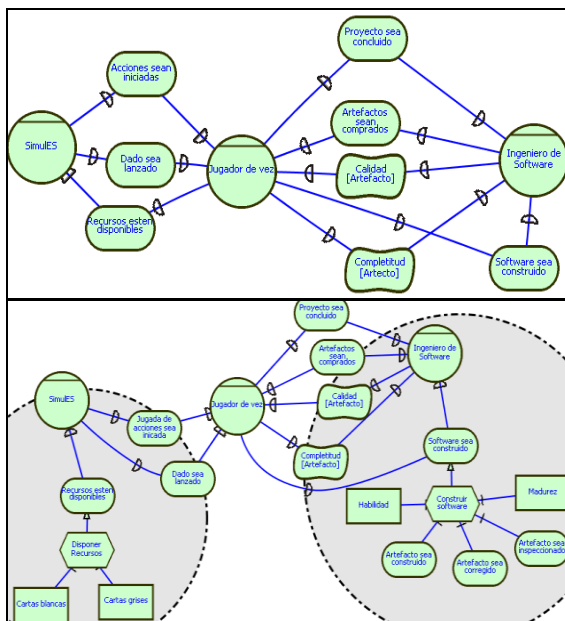 Proyecto sea
concluido
Acciones sean
iniciadas
Artefactos
sean,
comprados
SimulES
Dado sea
lanzado
Jugador de vez
Calidad
[Artefacto]
Ingeniero de
Software
Recursos esten
disponibles
Completitud
[Artecto]
Software sea
construido
Proyecto sea
concluido
Artefactos
sean,
comprados
Ingeniero de
Software
SimulES
Jugada de
acciones sea
inicada
Jugador de vez
Calidad
[Artefacto]
Completitud
[Artefacto]
Software sea
construido
Dado sea
lanzado
Recursos esten
disponibles
Habilidad
Construir
software
Madurez
Disponer
Recursos
Artefacto sea
construido
Artefacto sea
corregido
Artefacto sea
inspeccionado
Cartas blancas
Cartas grises